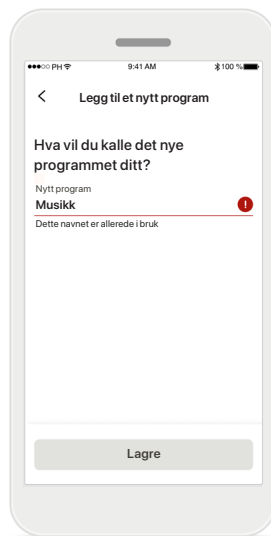 ●●●○○ PH 9:41 AM 100 %
Legg til et nytt program
Hva vil du kalle det nye
programmet ditt?
Nytt program
Musikk
!
Dette navnet er allerede i bruk
Lagre